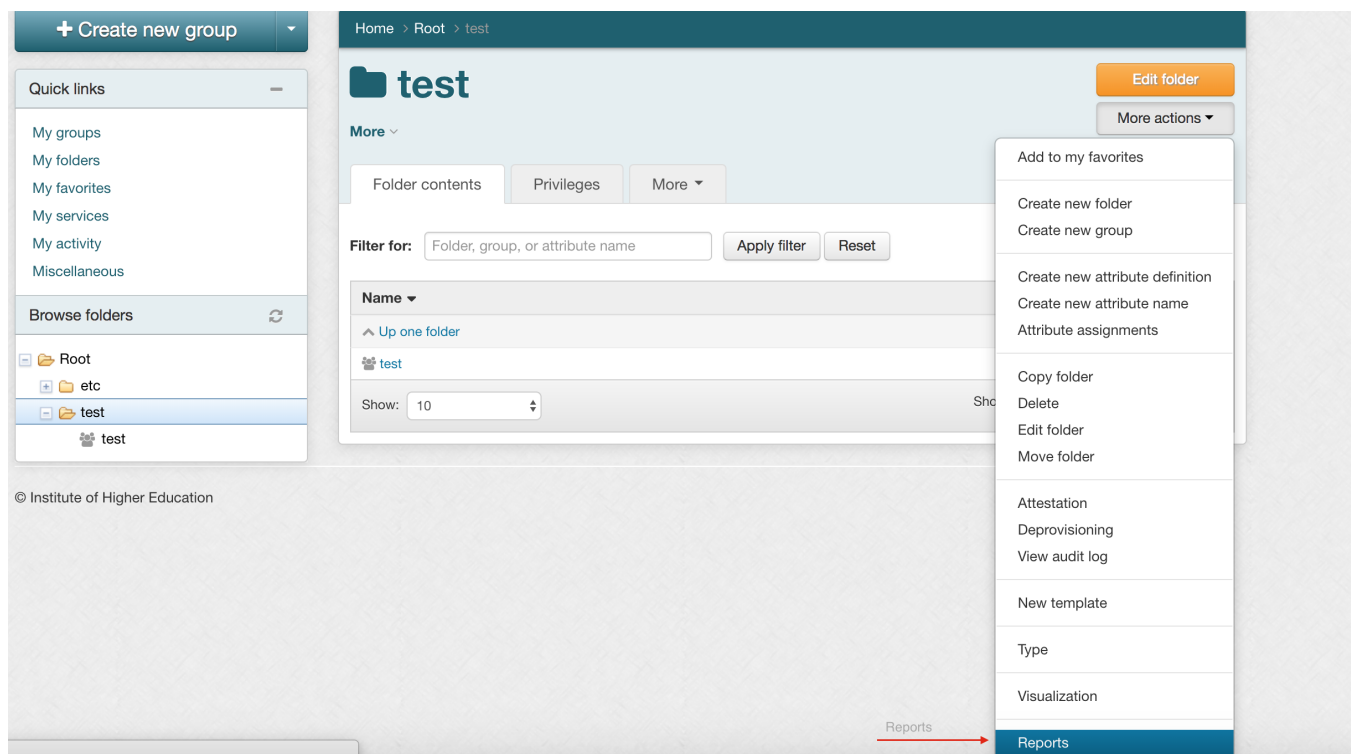 + Create new group
Quick links
My groups
My folders
My favorites
My services
My activity
Miscellaneous
Browse folders
Root
etc
test
test
© Institute of Higher Education
Home > Root > test
test
Edit folder
More actions
More
Folder contents Privileges More
Filter for: Folder, group, or attribute name Apply filter Reset
Name
Up one folder
test
Show: 10 Sho
Add to my favorites
Create new folder
Create new group
Create new attribute definition
Create new attribute name
Attribute assignments
Copy folder
Delete
Edit folder
Move folder
Attestation
Deprovisioning
View audit log
New template
Type
Visualization
Reports
Reports